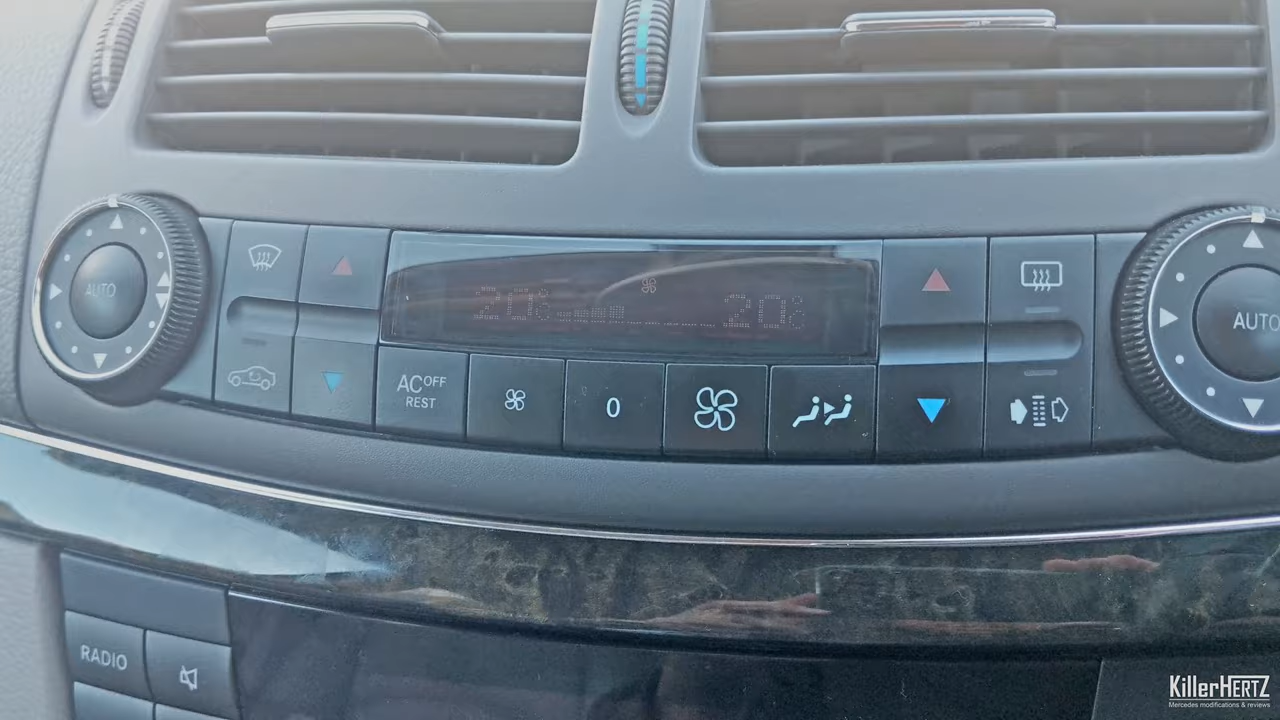 AUTO
20°C
20°C
AUTO
AC OFF
REST
0
RADIO
KillerHERTZ
Mercedes modifications & reviews